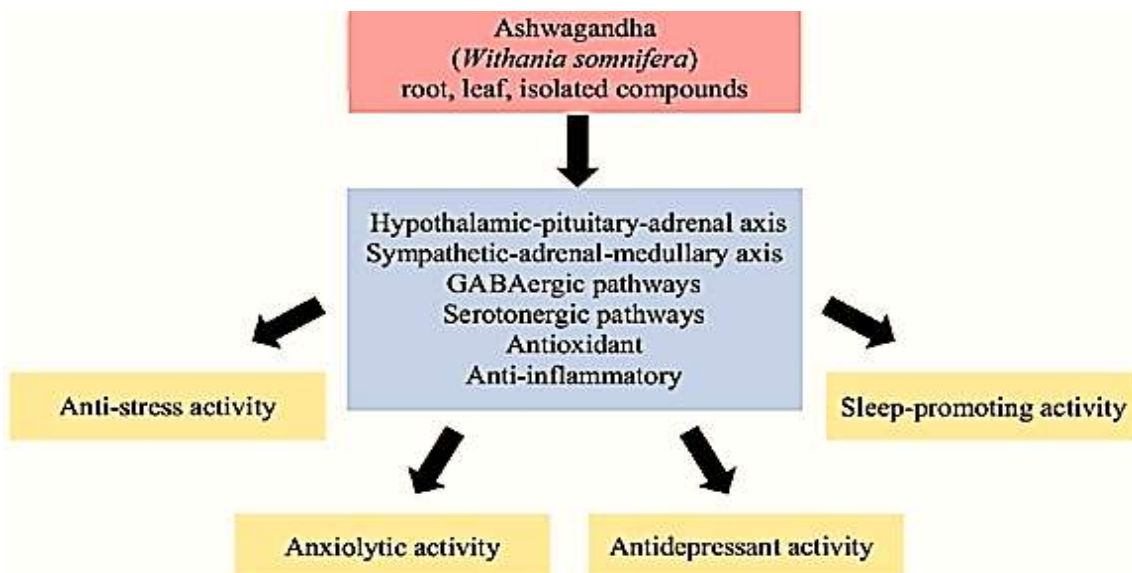 Ashwagandha
(Withania somnifera)
root, leaf, isolated compounds
Hypothalamic-pituitary-adrenal axis
Sympathetic-adrenal-medullary axis
GABAergic pathways
Serotonergic pathways
Antioxidant
Anti-inflammatory
Anti-stress activity
Sleep-promoting activity
Anxiolytic activity
Antidepressant activity